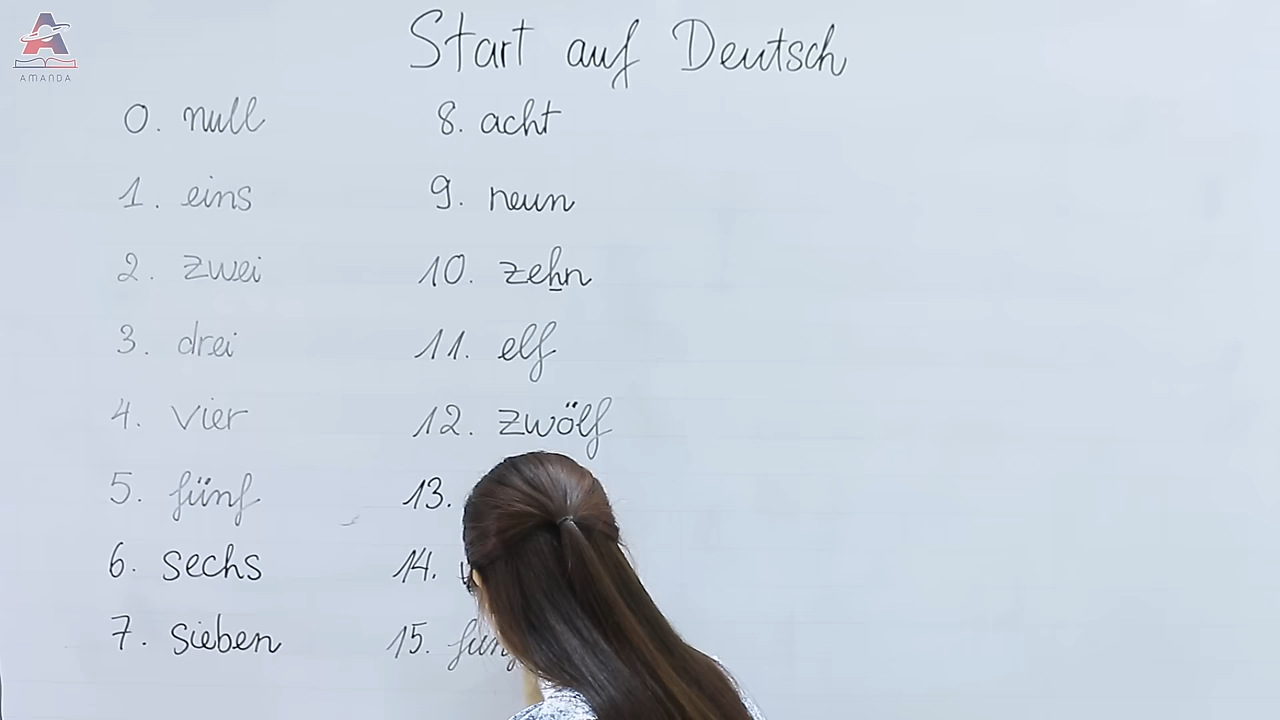 AMANDA
Start auf Deutsch
0. null
1. eins
2. zwei
3. drei
4. vier
5. fünf
6. sechs
7. sieben
8. acht
9. neun
10. zehn
11. elf
12. zwölf
13.
14.
15.